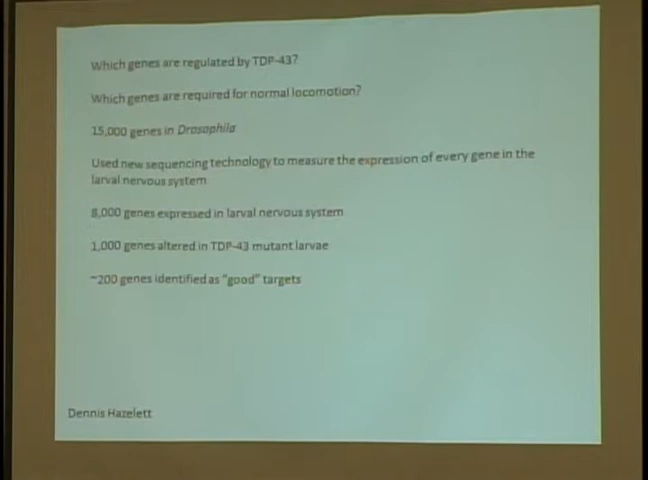 Which genes are regulated by TDP-43?
Which genes are required for normal locomotion?
15,000 genes in Drosophila
Used new sequencing technology to measure the expression of every gene in the
larval nervous system
8,000 genes expressed in larval nervous system
1,000 genes altered in TDP-43 mutant larvae
~200 genes identified as "good" targets
Dennis Hazelett